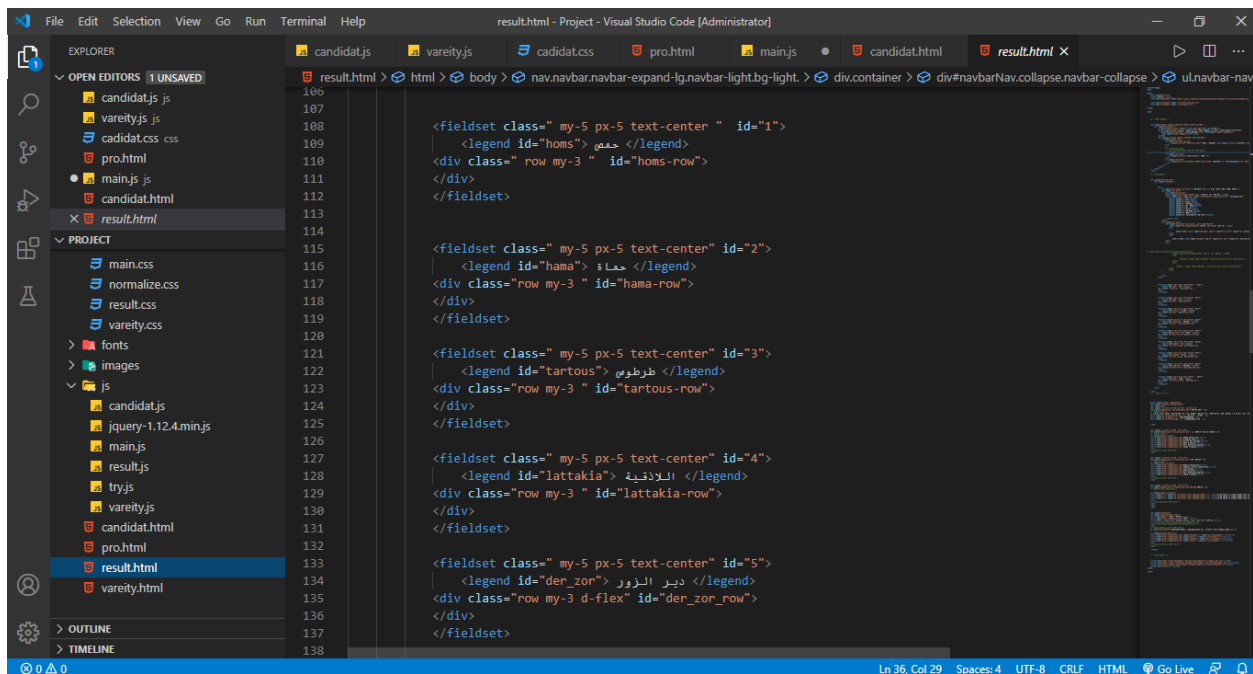 File Edit Selection View Go Run Terminal Help
result.html - Project - Visual Studio Code [Administrator]
EXPLORER
candidat.js
vareity.js
cadidat.css
pro.html
main.js
candidat.html
result.html
result.html > html > body > nav.navbar.navbar-expand-lg.navbar-light.bg-light. > div.container > div#navbarNav.collapse.navbar-collapse > ul.navbar-nav
OPEN EDITORS 1 UNSAVED
candidat.js js
vareity.js js
cadidat.css css
pro.html
main.js js
candidat.html
result.html
PROJECT
main.css
normalize.css
result.css
vareity.css
fonts
images
js
candidat.js
jquery-1.12.4.min.js
main.js
result.js
try.js
vareity.js
candidat.html
pro.html
result.html
vareity.html
OUTLINE
TIMELINE
106
107
108 <fieldset class=" my-5 px-5 text-center "  id="1">
109 <legend id="homs"> حمص </legend>
110 <div class=" row my-3 "  id="homs-row">
111 </div>
112 </fieldset>
113
114
115 <fieldset class=" my-5 px-5 text-center" id="2">
116 <legend id="hama"> حماة </legend>
117 <div class="row my-3 " id="hama-row">
118 </div>
119 </fieldset>
120
121 <fieldset class=" my-5 px-5 text-center" id="3">
122 <legend id="tartous"> طرطوس </legend>
123 <div class="row my-3 " id="tartous-row">
124 </div>
125 </fieldset>
126
127 <fieldset class=" my-5 px-5 text-center" id="4">
128 <legend id="lattakia"> اللاذقية </legend>
129 <div class="row my-3 " id="lattakia-row">
130 </div>
131 </fieldset>
132
133 <fieldset class=" my-5 px-5 text-center" id="5">
134 <legend id="der_zor"> دير الزور </legend>
135 <div class="row my-3 d-flex" id="der_zor_row">
136 </div>
137 </fieldset>
138
0 0
Ln 36, Col 29 Spaces: 4 UTF-8 CRLF HTML Go Live